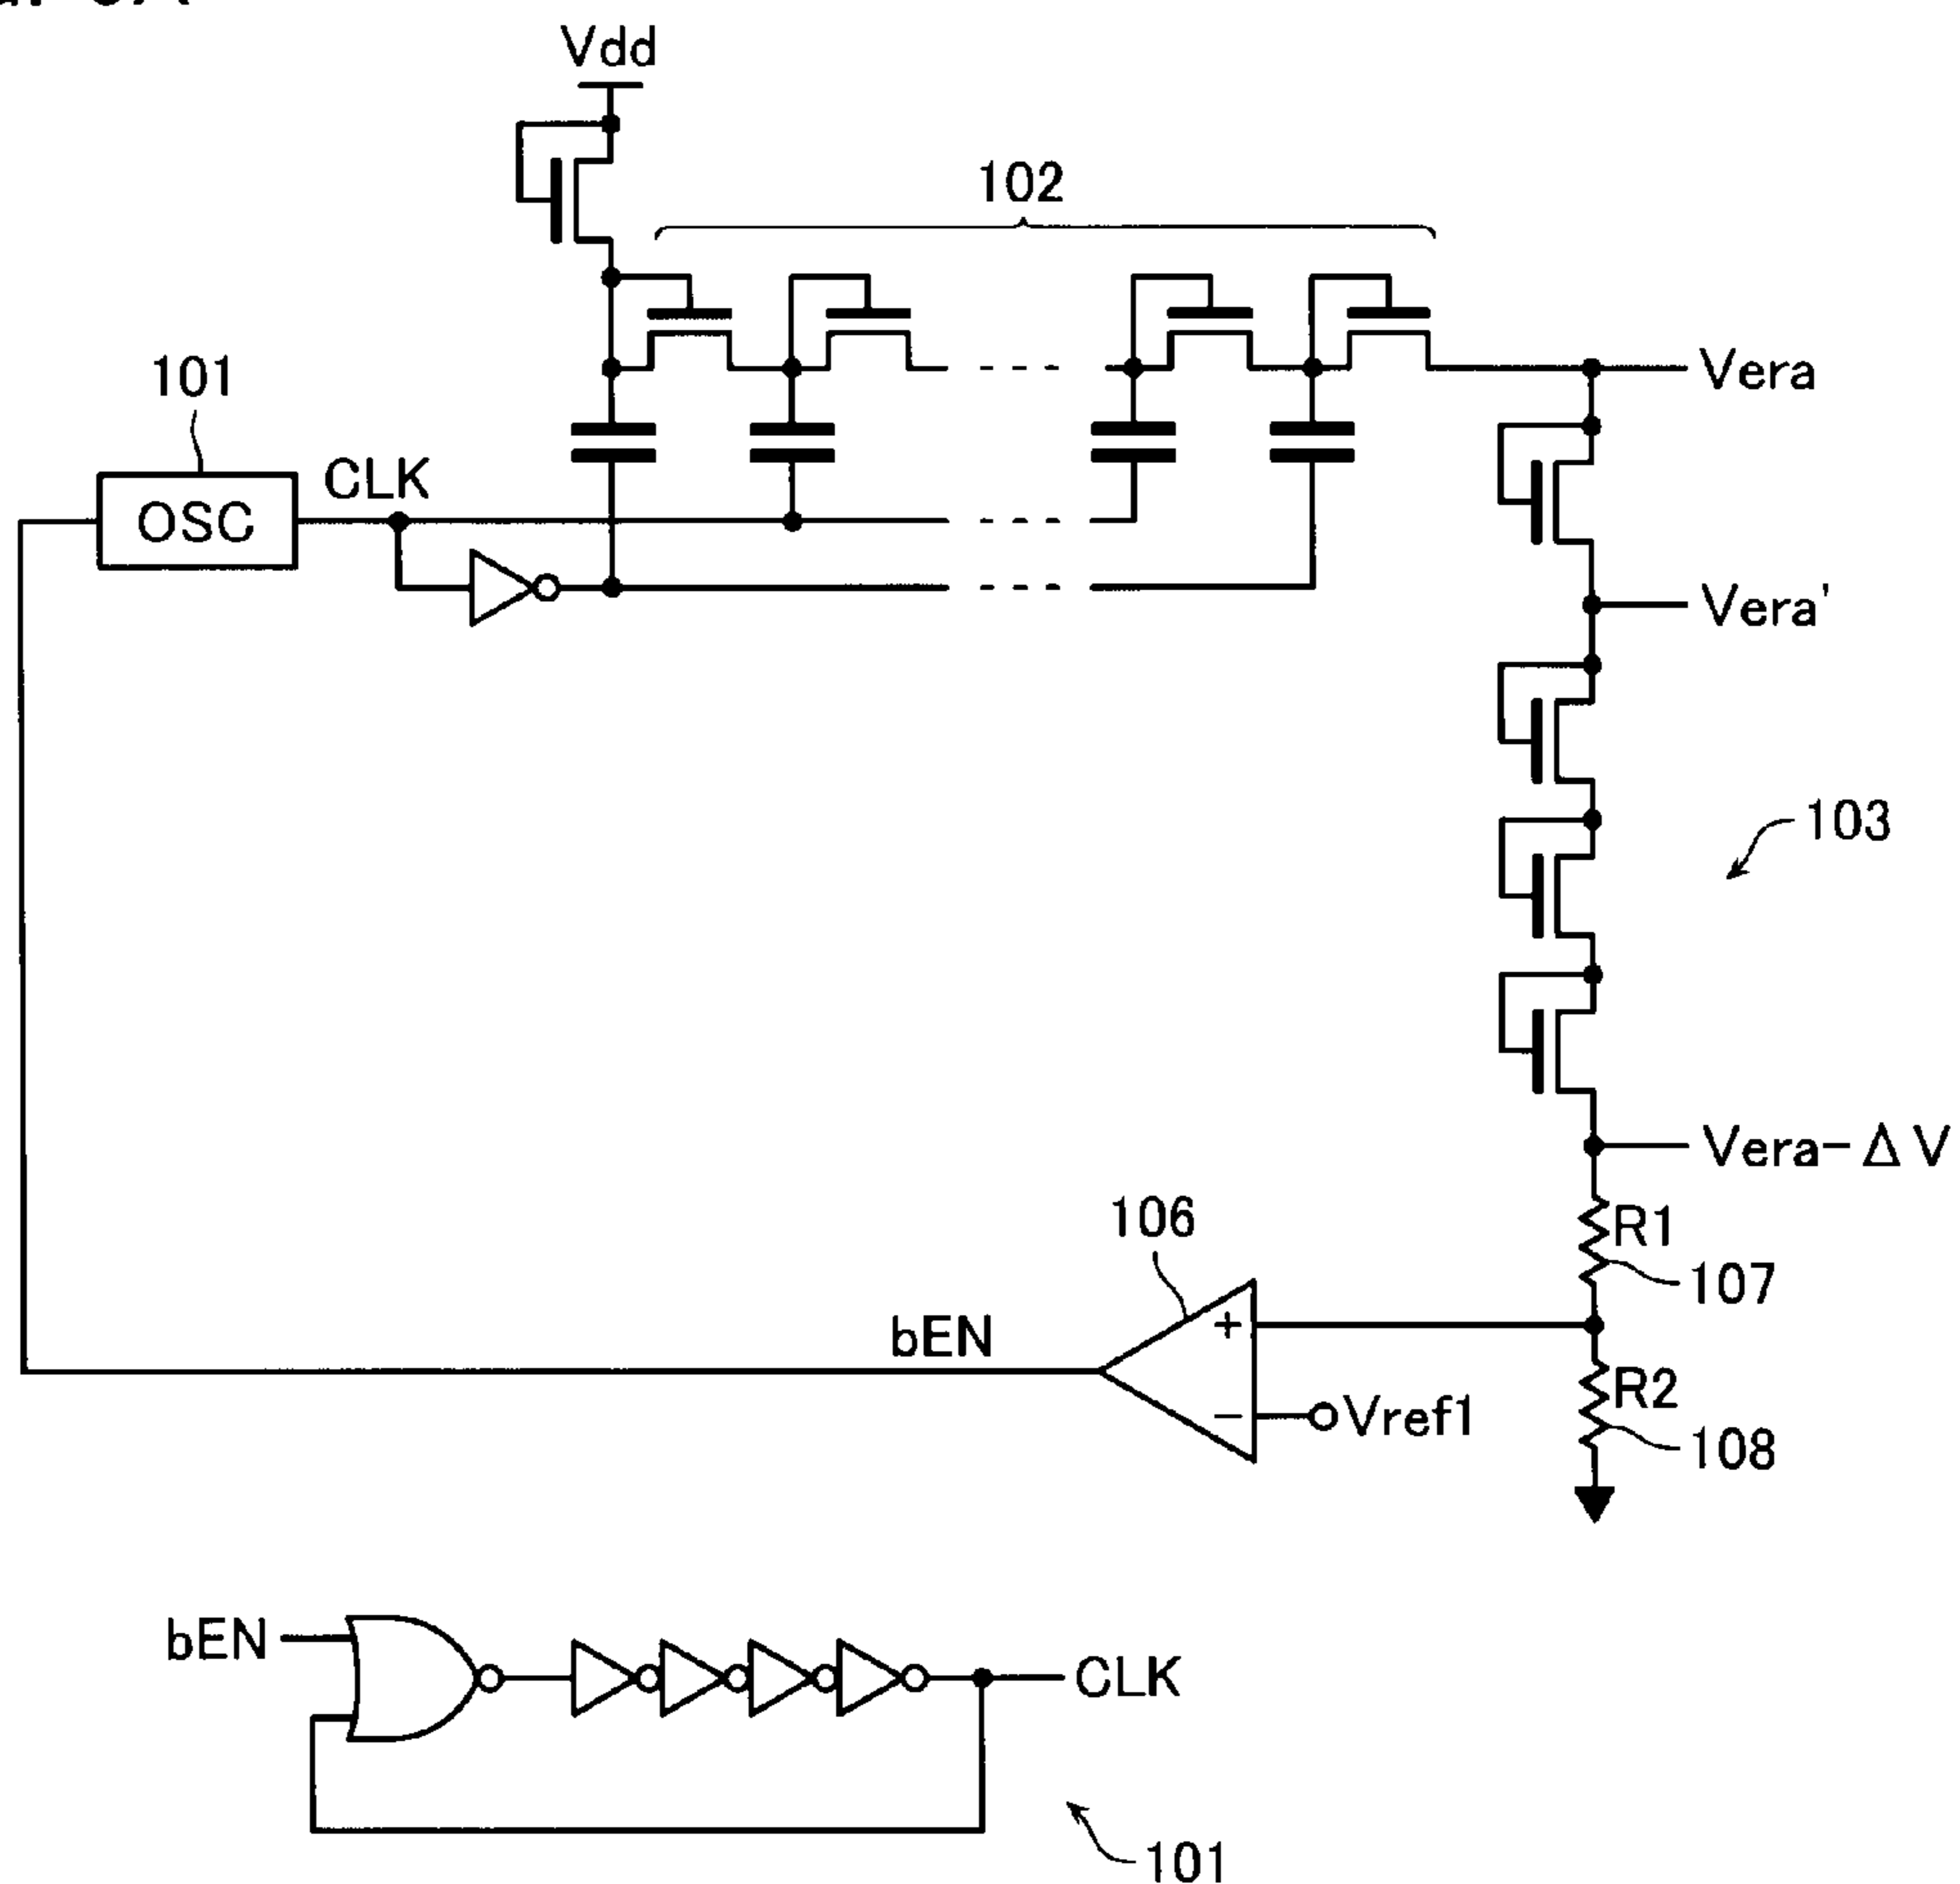 Vdd
102
101
Vera
CLK
OSC
Vera'
103
Vera-ΔV
106
R1
107
bEN
+
R2
-
Vref1
108
bEN
CLK
101